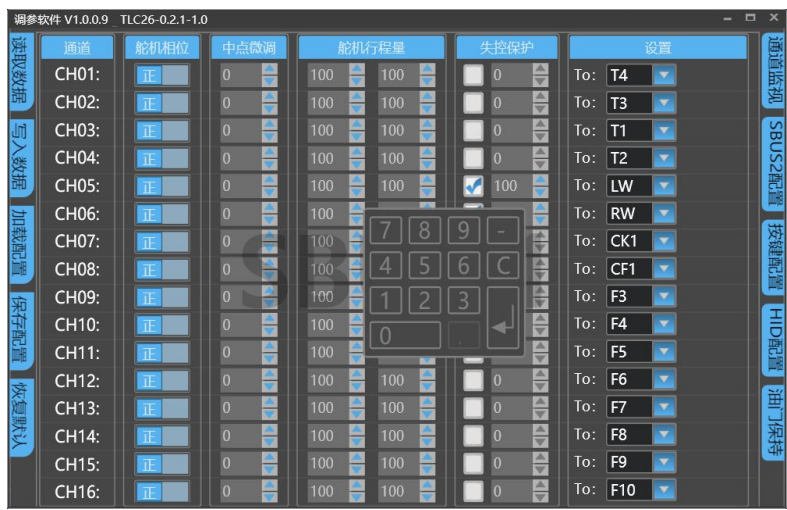 调参软件 V1.0.0.9 _ TLC26-0.2.1-1.0
读取数据
写入数据
加载配置
保存配置
恢复默认
通道 舵机相位 中点微调 舵机行程量 失控保护 设置
CH01: 正 0 100 100 0 To: T4
CH02: 正 0 100 100 0 To: T3
CH03: 正 0 100 100 0 To: T1
CH04: 正 0 100 100 0 To: T2
CH05: 正 0 100 100 100 To: LW
CH06: 正 0 100 To: RW
CH07: 正 0 100 To: CK1
CH08: 正 0 100 To: CF1
CH09: 正 0 100 To: F3
CH10: 正 0 100 To: F4
CH11: 正 0 100 To: F5
CH12: 正 0 100 100 0 To: F6
CH13: 正 0 100 100 0 To: F7
CH14: 正 0 100 100 0 To: F8
CH15: 正 0 100 100 0 To: F9
CH16: 正 0 100 100 0 To: F10
7 8 9 -
4 5 6 C
1 2 3
0 .
通道监视
SBUS2配置
按键配置
HID配置
油门保持